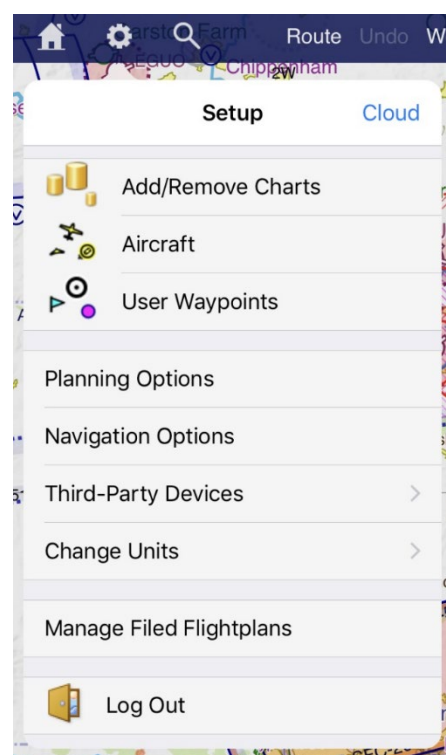 Route Undo W
Chippenham
2W
Setup Cloud
Add/Remove Charts
Aircraft
User Waypoints
Planning Options
Navigation Options
Third-Party Devices
Change Units
Manage Filed Flightplans
Log Out